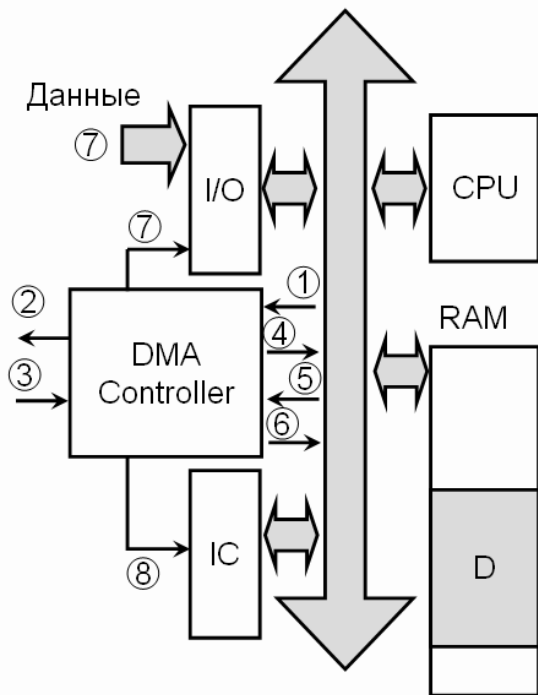 Данные
⑦
I/O
CPU
⑦
①
②
RAM
④
DMA
Controller
③
⑤
⑥
IC
⑧
D